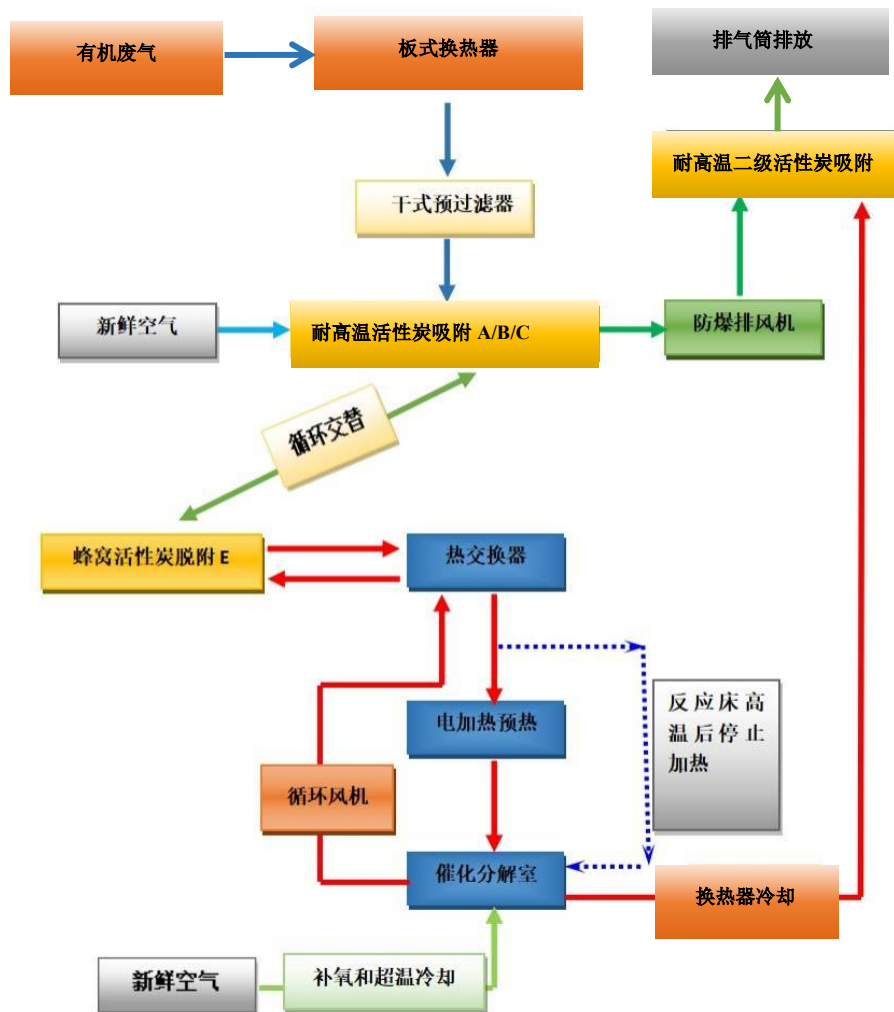 有机废气
板式换热器
排气筒排放
耐高温二级活性炭吸附
干式预过滤器
新鲜空气
耐高温活性炭吸附 A/B/C
防爆排风机
循环交替
蜂窝活性炭脱附 E
热交换器
反应床高
温后停止
加热
电加热预热
循环风机
催化分解室
换热器冷却
新鲜空气
补氧和超温冷却